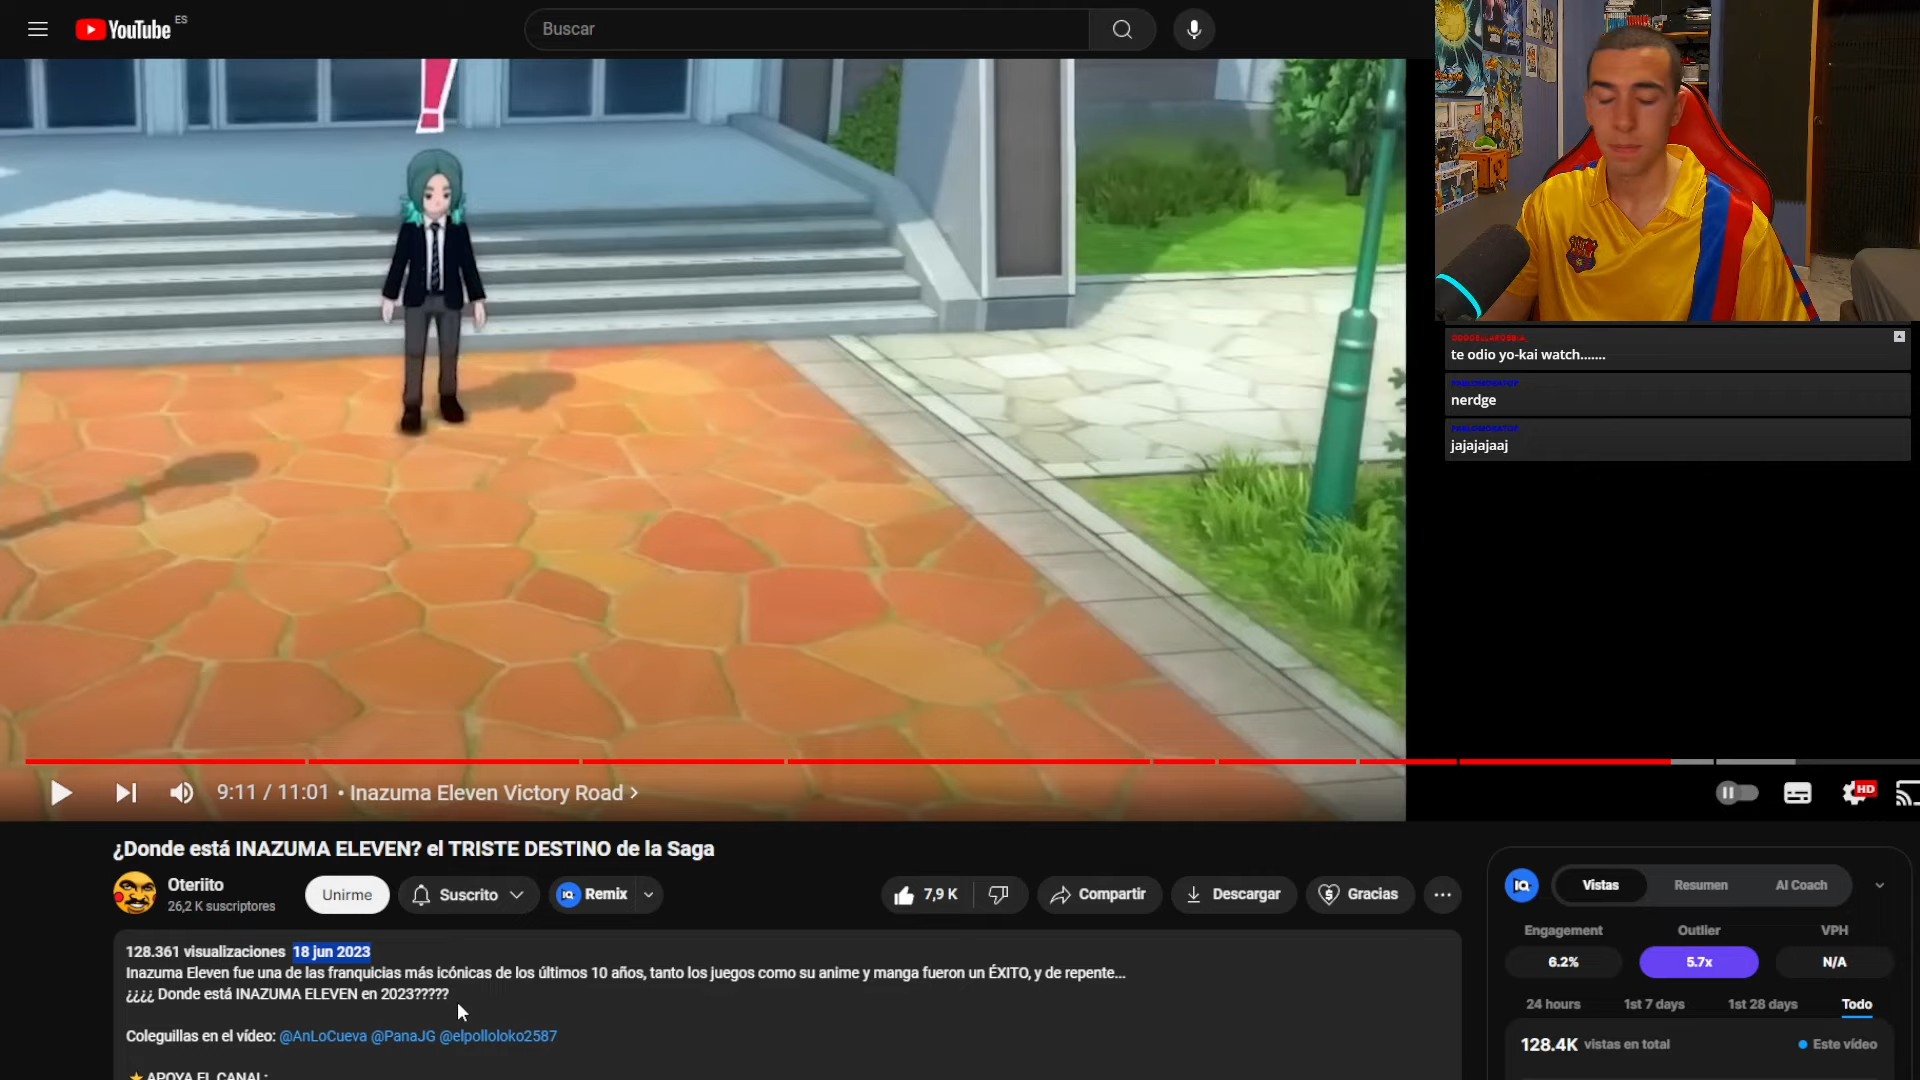 YouTube ES
Buscar
te odio yo-kai watch.......
nerdge
jajajajaaj
9:11 / 11:01 • Inazuma Eleven Victory Road
HD
¿Donde está INAZUMA ELEVEN? el TRISTE DESTINO de la Saga
Oteriito
26,2 K suscriptores
Unirme
Suscrito
IQ Remix
7,9 K
Compartir
Descargar
Gracias
128.361 visualizaciones 18 jun 2023
Inazuma Eleven fue una de las franquicias más icónicas de los últimos 10 años, tanto los juegos como su anime y manga fueron un ÉXITO, y de repente...
¿¿¿¿ Donde está INAZUMA ELEVEN en 2023?????
Coleguillas en el vídeo: @AnLoCueva @PanaJG @elpolloloko2587
APOYA EL CANAL:
IQ Vistas Resumen AI Coach
Engagement Outlier VPH
6.2% 5.7x N/A
24 hours 1st 7 days 1st 28 days Todo
128.4K vistas en total Este vídeo